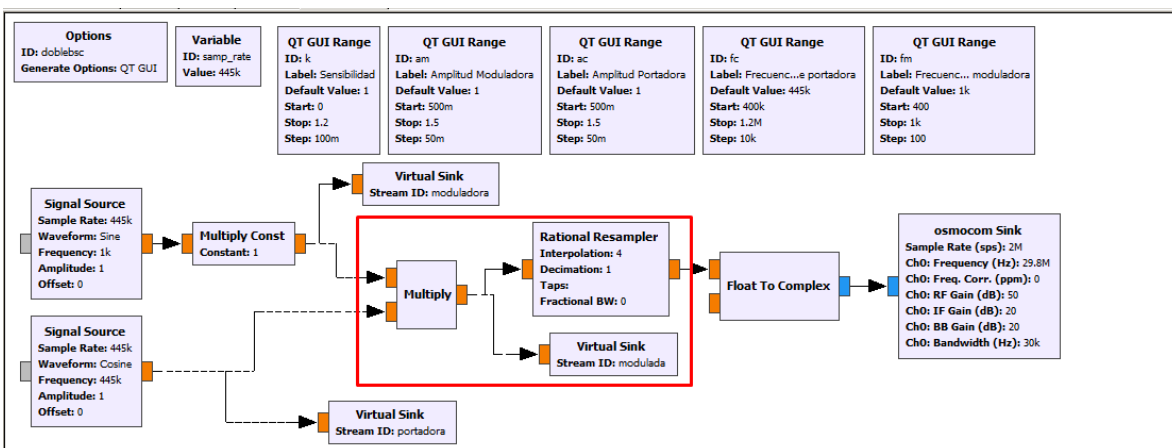 Options
ID: doblebsc
Generate Options: QT GUI
Variable
ID: samp_rate
Value: 445k
QT GUI Range
ID: k
Label: Sensibilidad
Default Value: 1
Start: 0
Stop: 1.2
Step: 100m
QT GUI Range
ID: am
Label: Amplitud Moduladora
Default Value: 1
Start: 500m
Stop: 1.5
Step: 50m
QT GUI Range
ID: ac
Label: Amplitud Portadora
Default Value: 1
Start: 500m
Stop: 1.5
Step: 50m
QT GUI Range
ID: fc
Label: Frecuenc...e portadora
Default Value: 445k
Start: 400k
Stop: 1.2M
Step: 10k
QT GUI Range
ID: fm
Label: Frecuenc... moduladora
Default Value: 1k
Start: 400
Stop: 1k
Step: 100
Virtual Sink
Stream ID: moduladora
Signal Source
Sample Rate: 445k
Waveform: Sine
Frequency: 1k
Amplitude: 1
Offset: 0
Multiply Const
Constant: 1
Multiply
Rational Resampler
Interpolation: 4
Decimation: 1
Taps:
Fractional BW: 0
Float To Complex
osmocom Sink
Sample Rate (sps): 2M
Ch0: Frequency (Hz): 29.8M
Ch0: Freq. Corr. (ppm): 0
Ch0: RF Gain (dB): 50
Ch0: IF Gain (dB): 20
Ch0: BB Gain (dB): 20
Ch0: Bandwidth (Hz): 30k
Signal Source
Sample Rate: 445k
Waveform: Cosine
Frequency: 445k
Amplitude: 1
Offset: 0
Virtual Sink
Stream ID: modulada
Virtual Sink
Stream ID: portadora